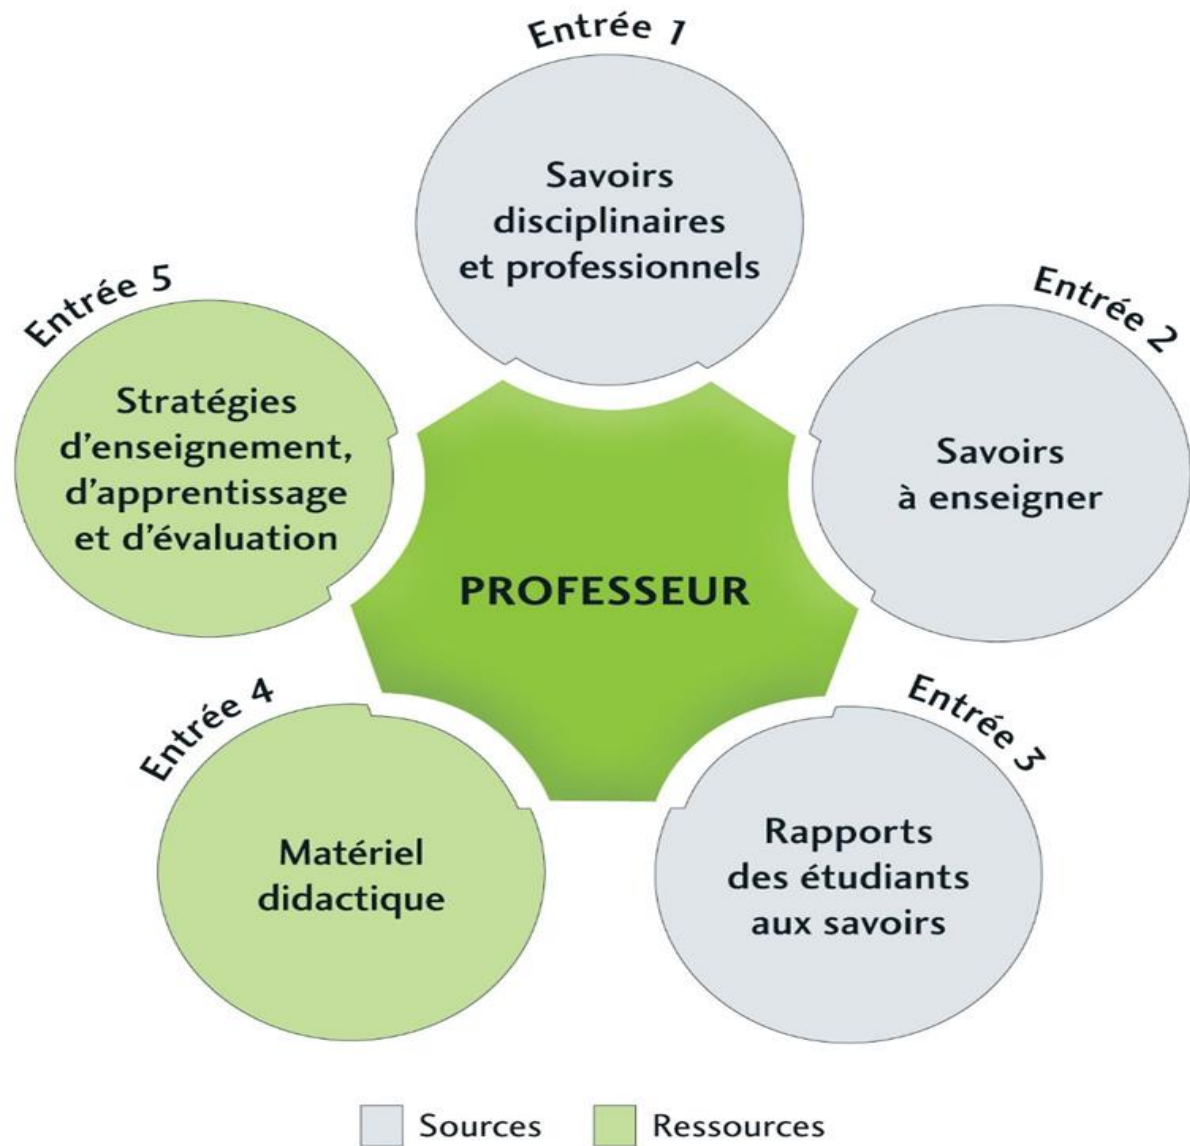 Entrée 1
Savoirs
disciplinaires
et professionnels
Entrée 2
Savoirs
à enseigner
Entrée 3
Rapports
des étudiants
aux savoirs
Entrée 4
Matériel
didactique
Entrée 5
Stratégies
d'enseignement,
d'apprentissage
et d'évaluation
PROFESSEUR
Sources
Ressources